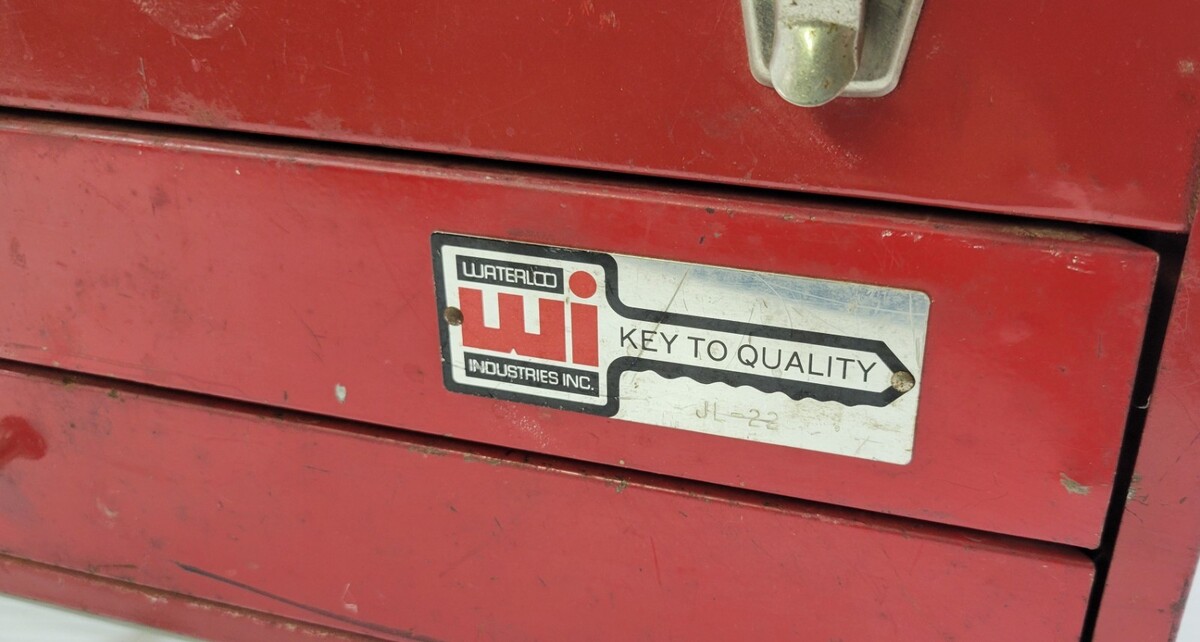 WATERLOO
Wi
INDUSTRIES INC.
KEY TO QUALITY
JL-22